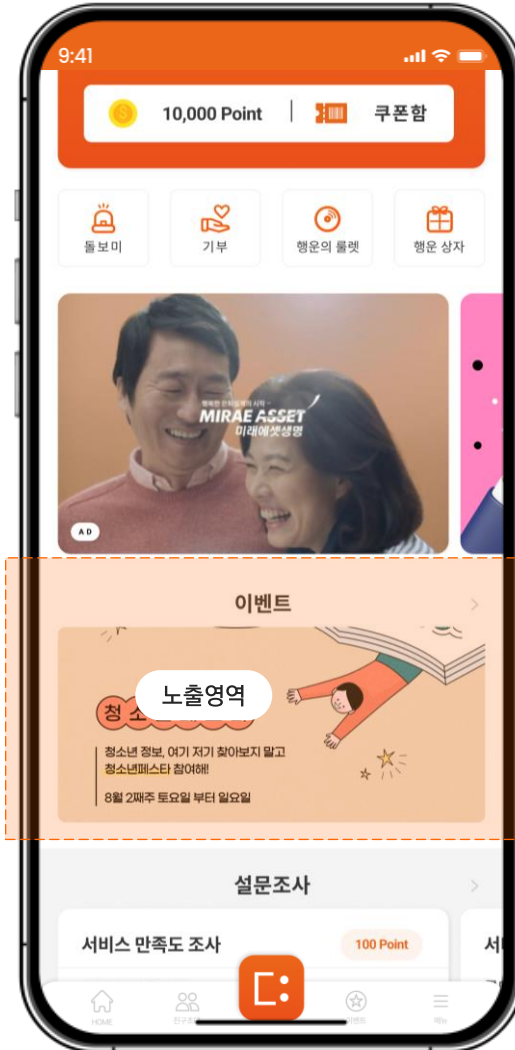 9:41
10,000 Point
쿠폰함
돌보미
기부
행운의 룰렛
행운 상자
MIRAE ASSET
미래에셋생명
AD
이벤트
노출영역
청소
청소년 정보, 여기 저기 찾아보지 말고
청소년페스타 참여해!
8월 2째주 토요일 부터 일요일
설문조사
서비스 만족도 조사
100 Point
HOME
이벤트
메뉴